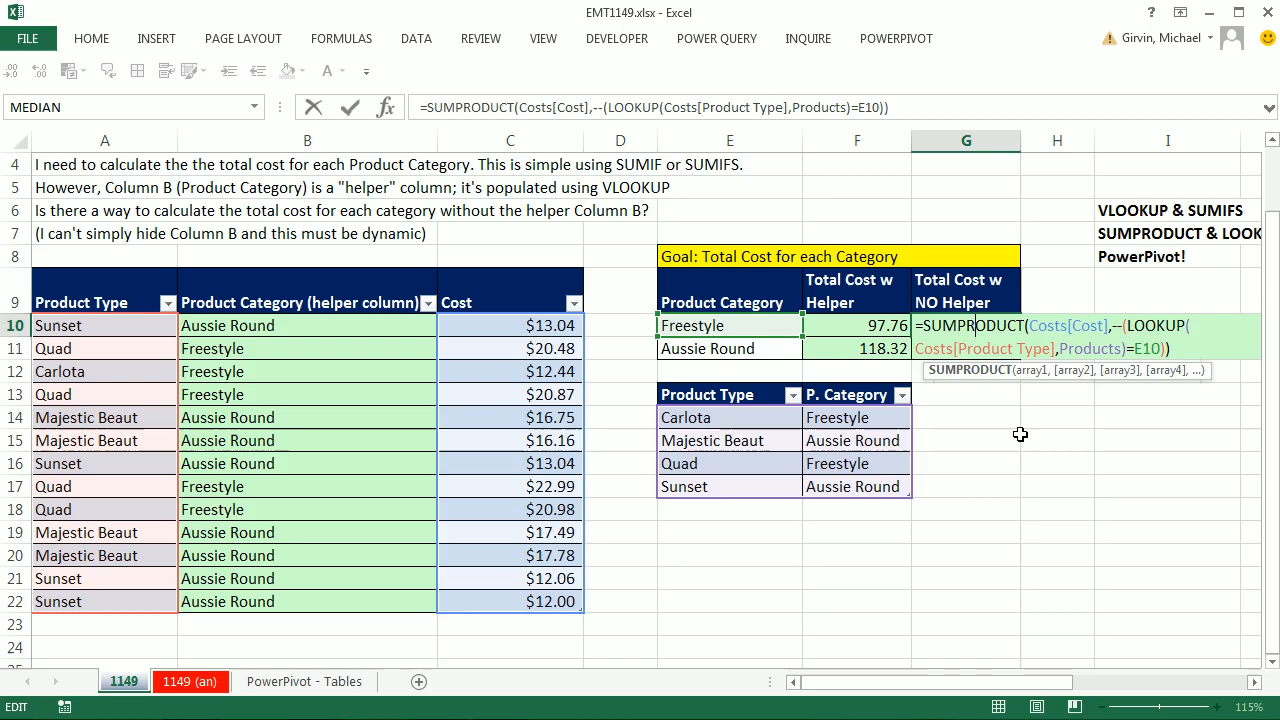 EMT1149.xlsx - Excel
FILE HOME INSERT PAGE LAYOUT FORMULAS DATA REVIEW VIEW DEVELOPER POWER QUERY INQUIRE POWERPIVOT Girvin, Michael
MEDIAN =SUMPRODUCT(Costs[Cost],--(LOOKUP(Costs[Product Type],Products)=E10))
A B C D E F G H I
4 I need to calculate the the total cost for each Product Category. This is simple using SUMIF or SUMIFS.
5 However, Column B (Product Category) is a "helper" column; it's populated using VLOOKUP
6 Is there a way to calculate the total cost for each category without the helper Column B? VLOOKUP & SUMIFS
7 (I can't simply hide Column B and this must be dynamic) SUMPRODUCT & LOOK
8 Goal: Total Cost for each Category PowerPivot!
Total Cost w Total Cost w
9 Product Type Product Category (helper column) Cost Product Category Helper NO Helper
10 Sunset Aussie Round $13.04 Freestyle 97.76 =SUMPRODUCT(Costs[Cost],--(LOOKUP(
11 Quad Freestyle $20.48 Aussie Round 118.32 Costs[Product Type],Products)=E10))
12 Carlota Freestyle $12.44 SUMPRODUCT(array1, [array2], [array3], [array4], ...)
13 Quad Freestyle $20.87 Product Type P. Category
14 Majestic Beaut Aussie Round $16.75 Carlota Freestyle
15 Majestic Beaut Aussie Round $16.16 Majestic Beaut Aussie Round
16 Sunset Aussie Round $13.04 Quad Freestyle
17 Quad Freestyle $22.99 Sunset Aussie Round
18 Quad Freestyle $20.98
19 Majestic Beaut Aussie Round $17.49
20 Majestic Beaut Aussie Round $17.78
21 Sunset Aussie Round $12.06
22 Sunset Aussie Round $12.00
23
24
1149 1149 (an) PowerPivot - Tables
EDIT 115%